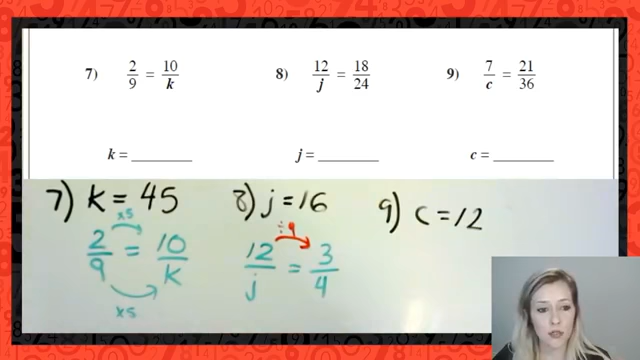 7) 2/9 = 10/k
8) 12/j = 18/24
9) 7/c = 21/36
k = ________
j = ________
c = ________
7) k = 45
8) j = 16
9) c = 12
x5
2/9 = 10/k
x5
÷4
12/j = 3/4